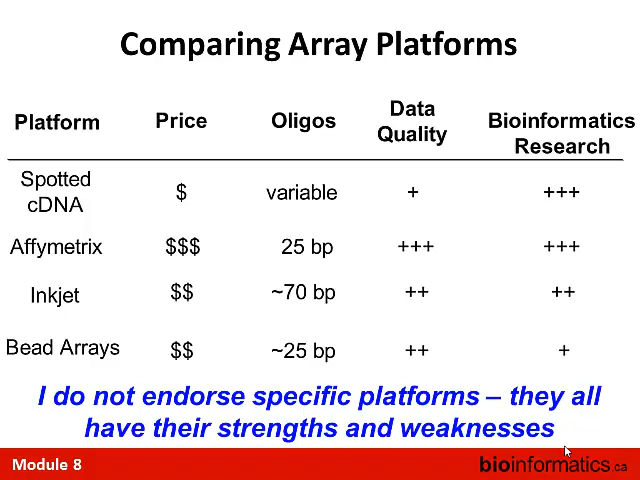 Comparing Array Platforms
Platform Price Oligos Data Quality Bioinformatics Research
Spotted cDNA $ variable + +++
Affymetrix $$$ 25 bp +++ +++
Inkjet $$ ~70 bp ++ ++
Bead Arrays $$ ~25 bp ++ +
I do not endorse specific platforms – they all
have their strengths and weaknesses
Module 8 bioinformatics.ca